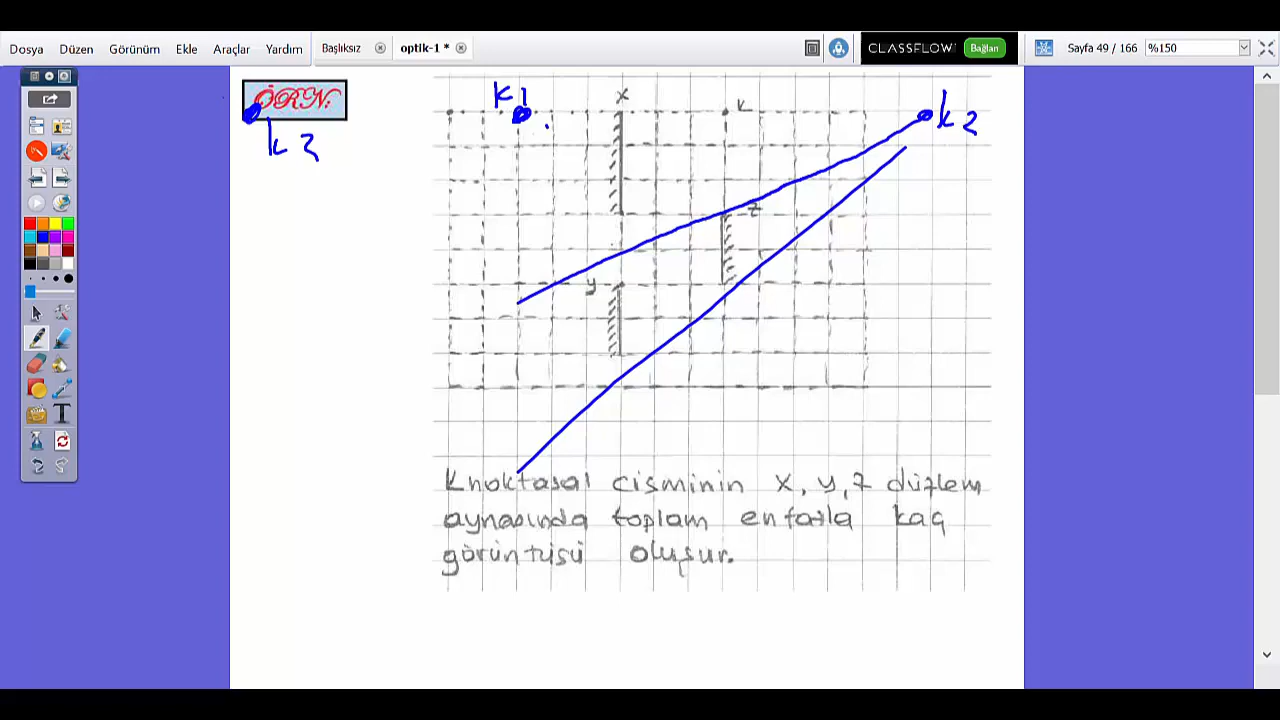 Dosya Düzen Görünüm Ekle Araçlar Yardım Başlıksız optik-1 * CLASSFLOW Bağlan Sayfa 49 / 166 %150
ÖRN:
k1
x
k
k2
k3
z
y
T
K noktasal cisminin x, y, z düzlem
aynasında toplam en fazla kaç
görüntüsü oluşur.